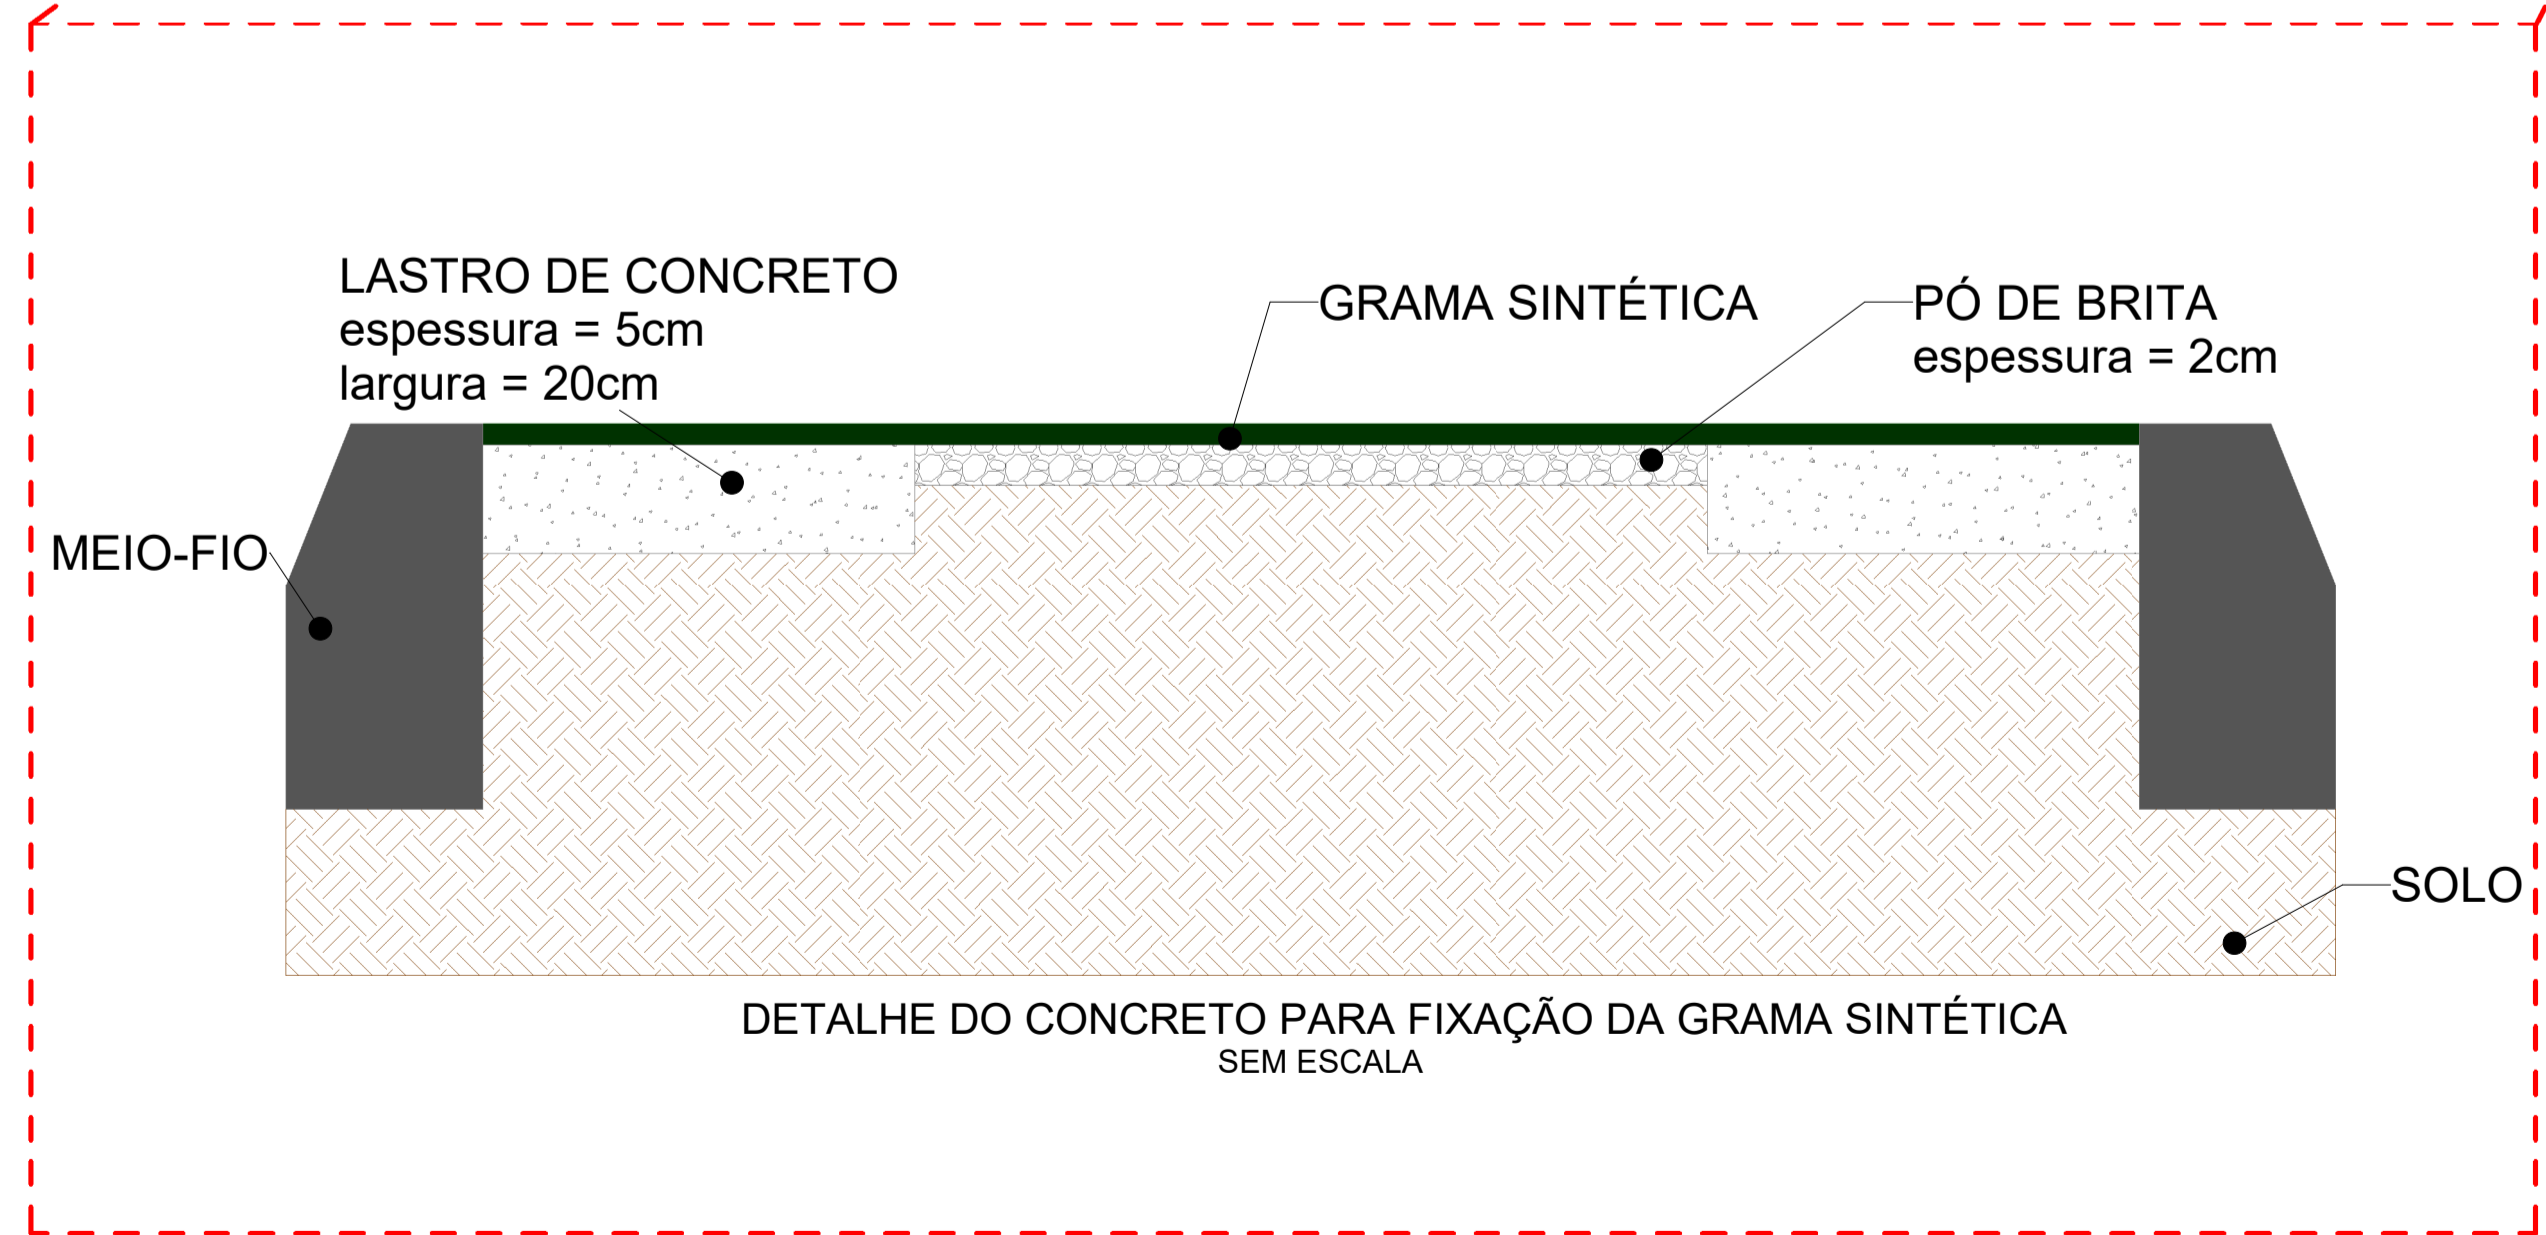 LASTRO DE CONCRETO
espessura = 5cm
largura = 20cm
GRAMA SINTÉTICA
PÓ DE BRITA
espessura = 2cm
MEIO-FIO
SOLO
DETALHE DO CONCRETO PARA FIXAÇÃO DA GRAMA SINTÉTICA
SEM ESCALA